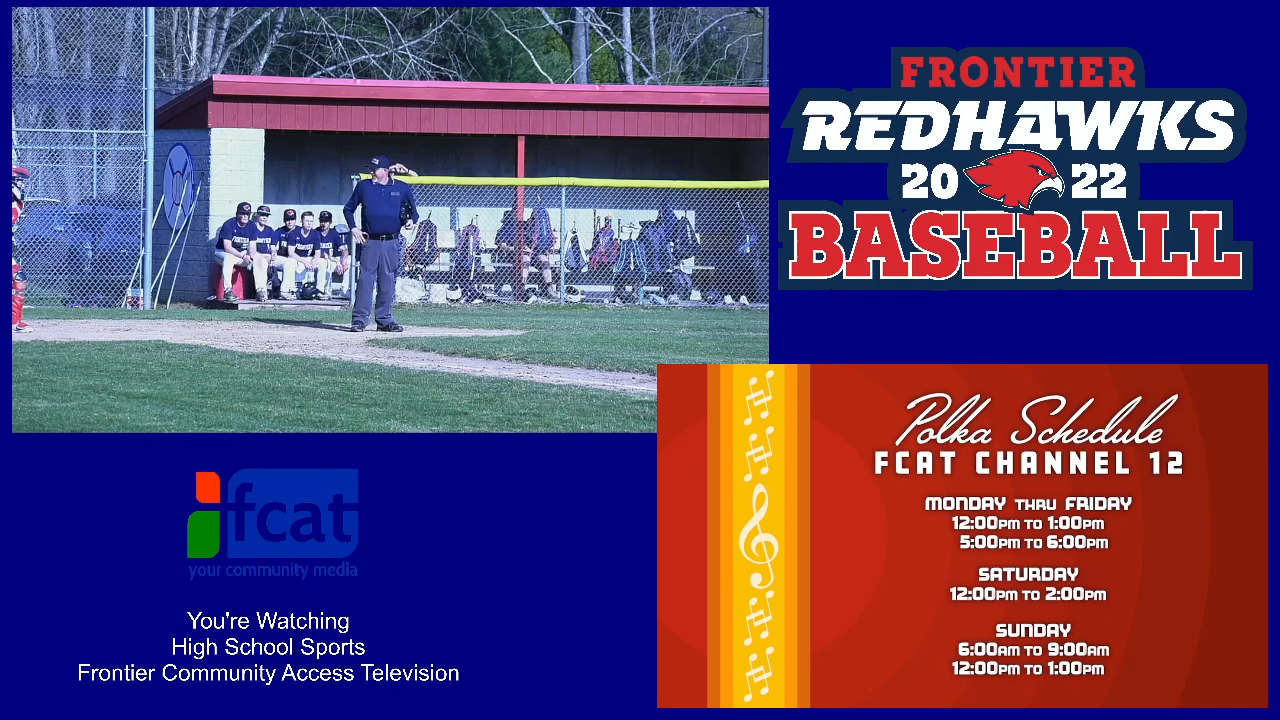 FRONTIER
REDHAWKS
20 22
BASEBALL
Polka Schedule
FCAT CHANNEL 12
MONDAY THRU FRIDAY
12:00PM TO 1:00PM
5:00PM TO 6:00PM
SATURDAY
12:00PM TO 2:00PM
SUNDAY
6:00AM TO 9:00AM
12:00PM TO 1:00PM
fcat
your community media
You're Watching
High School Sports
Frontier Community Access Television